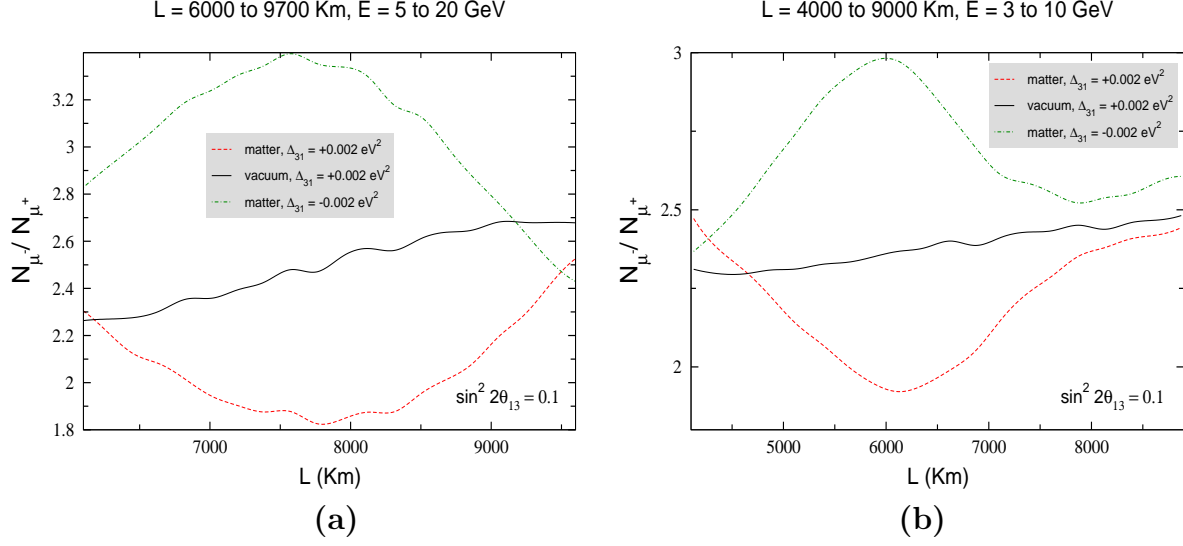 L = 6000 to 9700 Km, E = 5 to 20 GeV
N_μ⁻ / N_μ⁺
3.2
3
2.8
2.6
2.4
2.2
2
1.8
matter, Δ₃₁ = +0.002 eV²
vacuum, Δ₃₁ = +0.002 eV²
matter, Δ₃₁ = -0.002 eV²
sin² 2θ₁₃ = 0.1
7000 8000 9000
L (Km)
(a)
L = 4000 to 9000 Km, E = 3 to 10 GeV
N_μ⁻ / N_μ⁺
3
2.5
2
matter, Δ₃₁ = +0.002 eV²
vacuum, Δ₃₁ = +0.002 eV²
matter, Δ₃₁ = -0.002 eV²
sin² 2θ₁₃ = 0.1
5000 6000 7000 8000
L (Km)
(b)